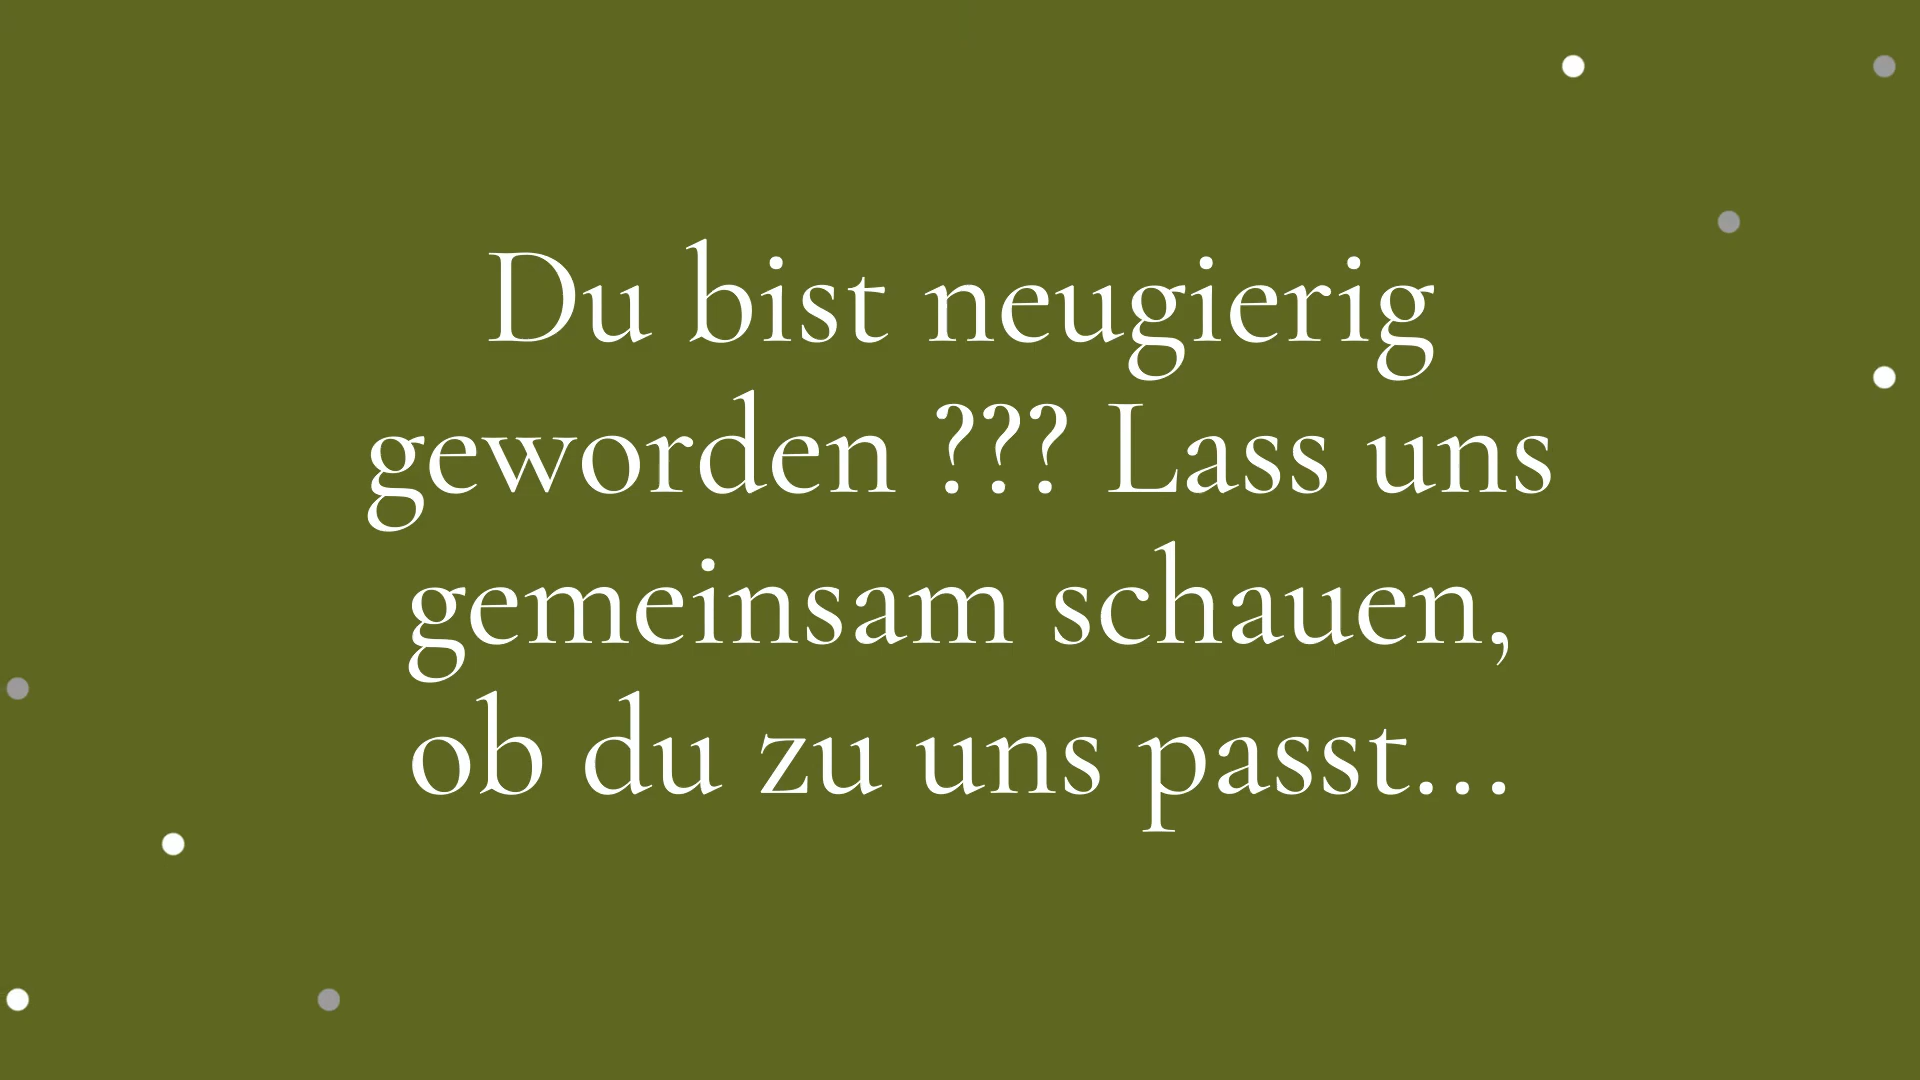 Du bist neugierig
geworden ??? Lass uns
gemeinsam schauen,
ob du zu uns passt...